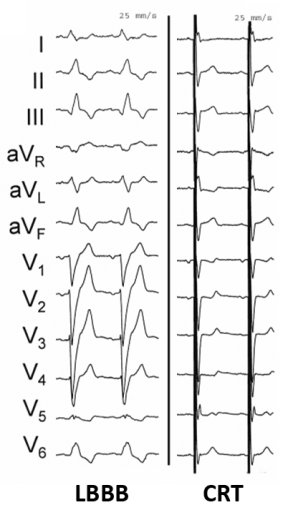 25 mm/s 25 mm/s
I
II
III
aVR
aVL
aVF
V1
V2
V3
V4
V5
V6
LBBB CRT